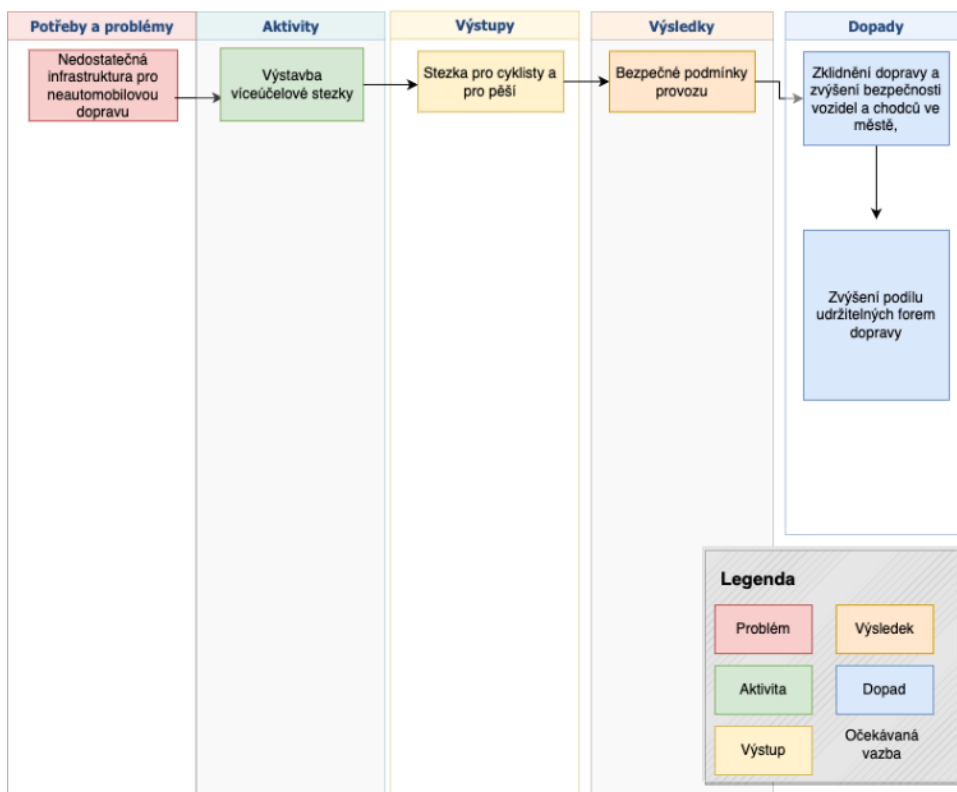 Potřeby a problémy
Aktivity
Výstupy
Výsledky
Dopady
Nedostatečná
infrastruktura pro
neautomobilovou
dopravu
Výstavba
víceúčelové stezky
Stezka pro cyklisty a
pro pěší
Bezpečné podmínky
provozu
Zklidnění dopravy a
zvýšení bezpečnosti
vozidel a chodců ve
městě,
Zvýšení podílu
udržitelných forem
dopravy
Legenda
Problém
Výsledek
Aktivita
Dopad
Výstup
Očekávaná
vazba